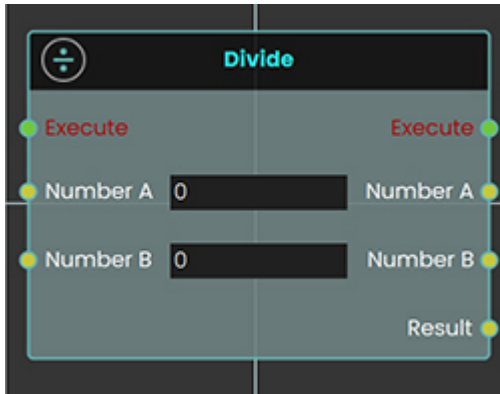 Divide
Execute Execute
Number A 0 Number A
Number B 0 Number B
Result